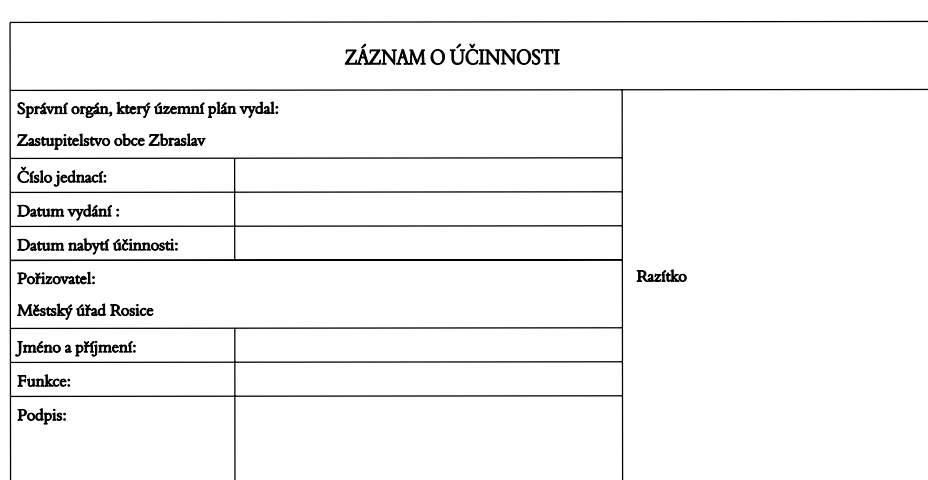 ZÁZNAM O ÚČINNOSTI
Správní orgán, který územní plán vydal:
Zastupitelstvo obce Zbraslav
Číslo jednací:
Datum vydání :
Datum nabytí účinnosti:
Pořizovatel:
Městský úřad Rosice
Razítko
Jméno a příjmení:
Funkce:
Podpis: